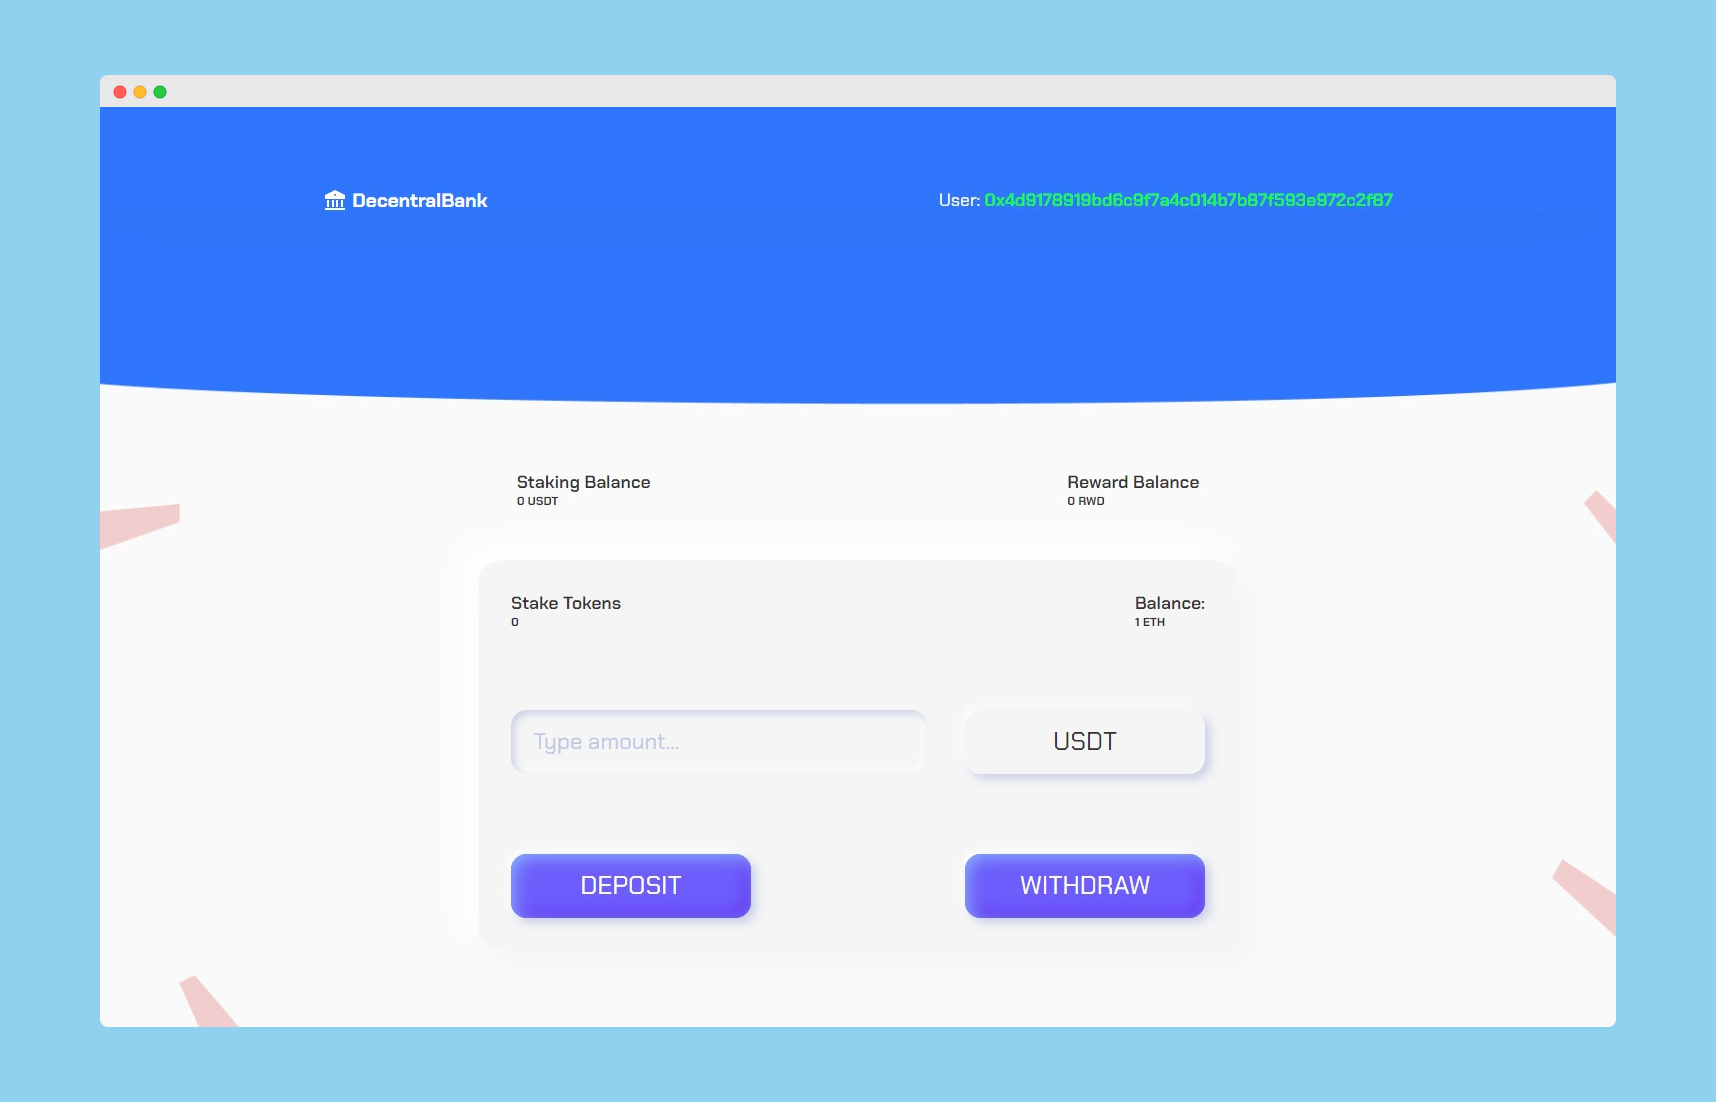 DecentralBank
User: 0x4d9178919bd6c9f7a4c014b7b87f593e972c2f87
Staking Balance
0 USDT
Reward Balance
0 RWD
Stake Tokens
0
Balance:
1 ETH
Type amount...
USDT
DEPOSIT
WITHDRAW